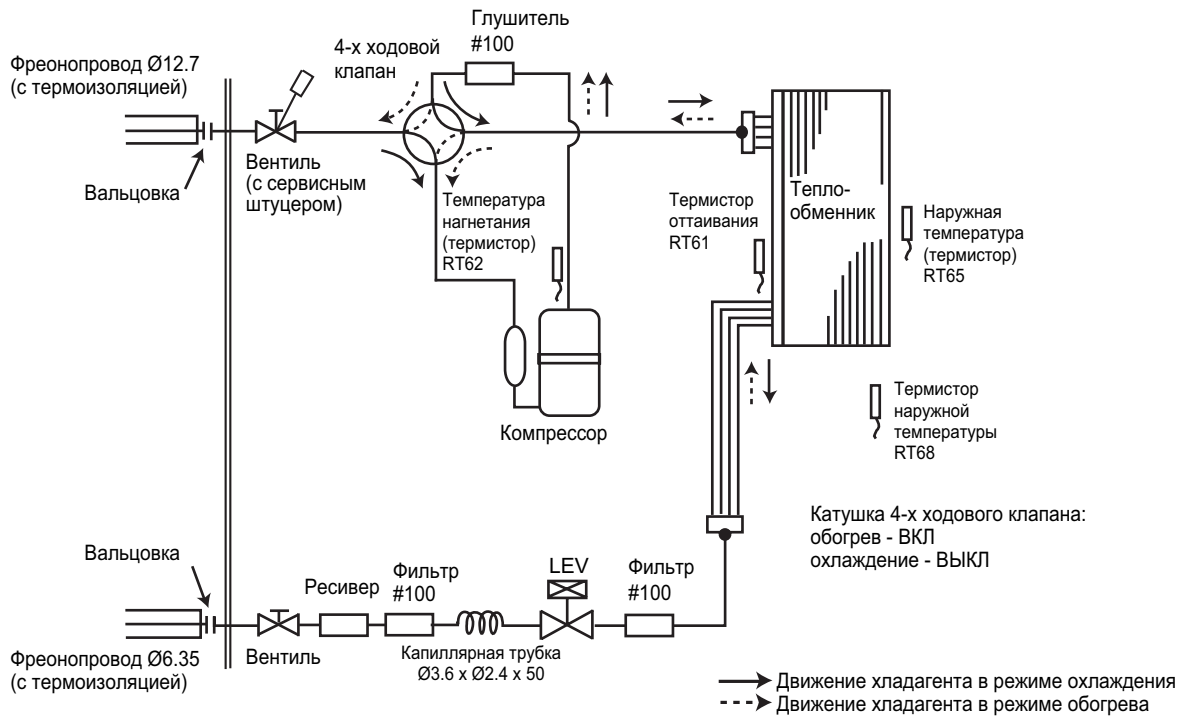 Глушитель
#100
4-х ходовой
клапан
Фреонопровод Ø12.7
(с термоизоляцией)
Вальцовка
Вентиль
(с сервисным
штуцером)
Температура
нагнетания
(термистор)
RT62
Термистор
оттаивания
RT61
Тепло-
обменник
Наружная
температура
(термистор)
RT65
Компрессор
Термистор
наружной
температуры
RT68
Катушка 4-х ходового клапана:
обогрев - ВКЛ
охлаждение - ВЫКЛ
Вальцовка
Ресивер
Фильтр
#100
LEV
Фильтр
#100
Фреонопровод Ø6.35
(с термоизоляцией)
Вентиль
Капиллярная трубка
Ø3.6 x Ø2.4 x 50
Движение хладагента в режиме охлаждения
Движение хладагента в режиме обогрева